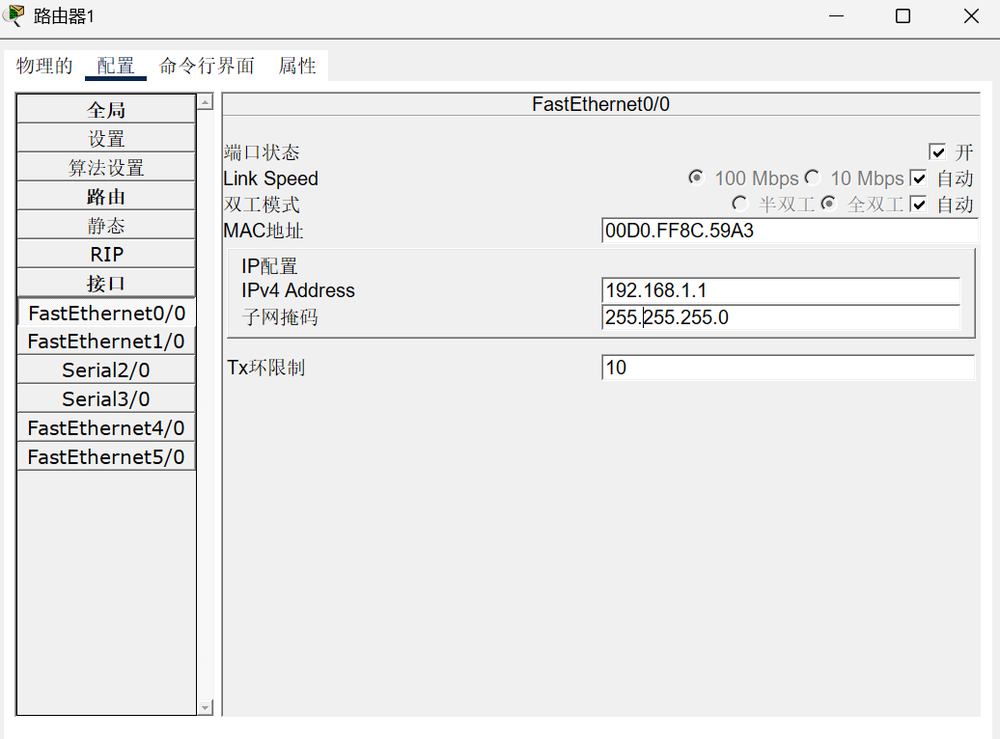 路由器1
物理的 配置 命令行界面 属性
全局
设置
算法设置
路由
静态
RIP
接口
FastEthernet0/0
FastEthernet1/0
Serial2/0
Serial3/0
FastEthernet4/0
FastEthernet5/0
FastEthernet0/0
端口状态 开
Link Speed 100 Mbps 10 Mbps 自动
双工模式 半双工 全双工 自动
MAC地址 00D0.FF8C.59A3
IP配置
IPv4 Address 192.168.1.1
子网掩码 255.255.255.0
Tx环限制 10